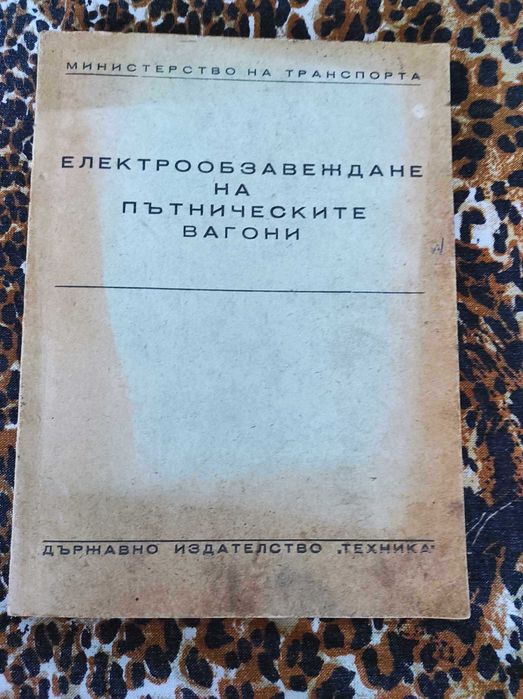 МИНИСТЕРСТВО НА ТРАНСПОРТА
ЕЛЕКТРООБЗАВЕЖДАНЕ
НА
ПЪТНИЧЕСКИТЕ
ВАГОНИ
ДЪРЖАВНО ИЗДАТЕЛСТВО „ТЕХНИКА"